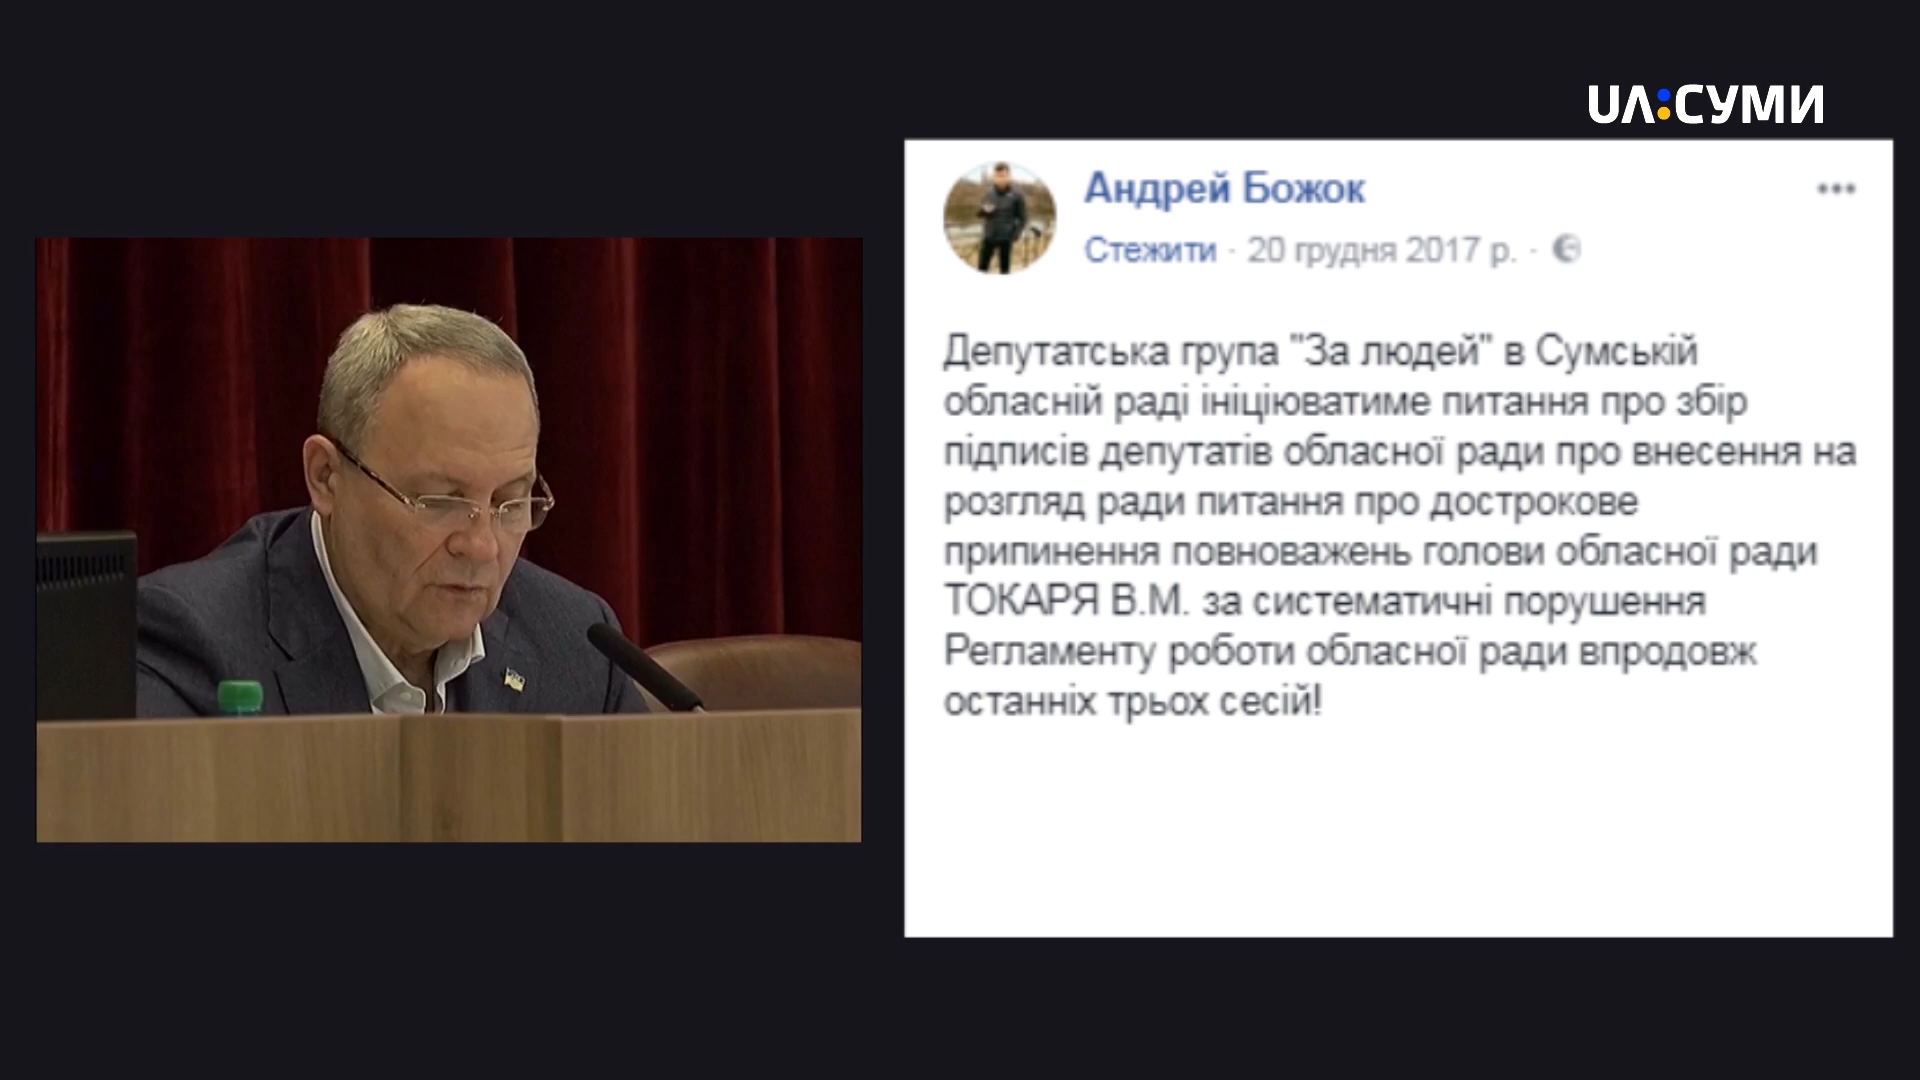 UA:СУМИ
Андрей Божок
Стежити · 20 грудня 2017 р. ·
Депутатська група "За людей" в Сумській
обласній раді ініціюватиме питання про збір
підписів депутатів обласної ради про внесення на
розгляд ради питання про дострокове
припинення повноважень голови обласної ради
ТОКАРЯ В.М. за систематичні порушення
Регламенту роботи обласної ради впродовж
останніх трьох сесій!